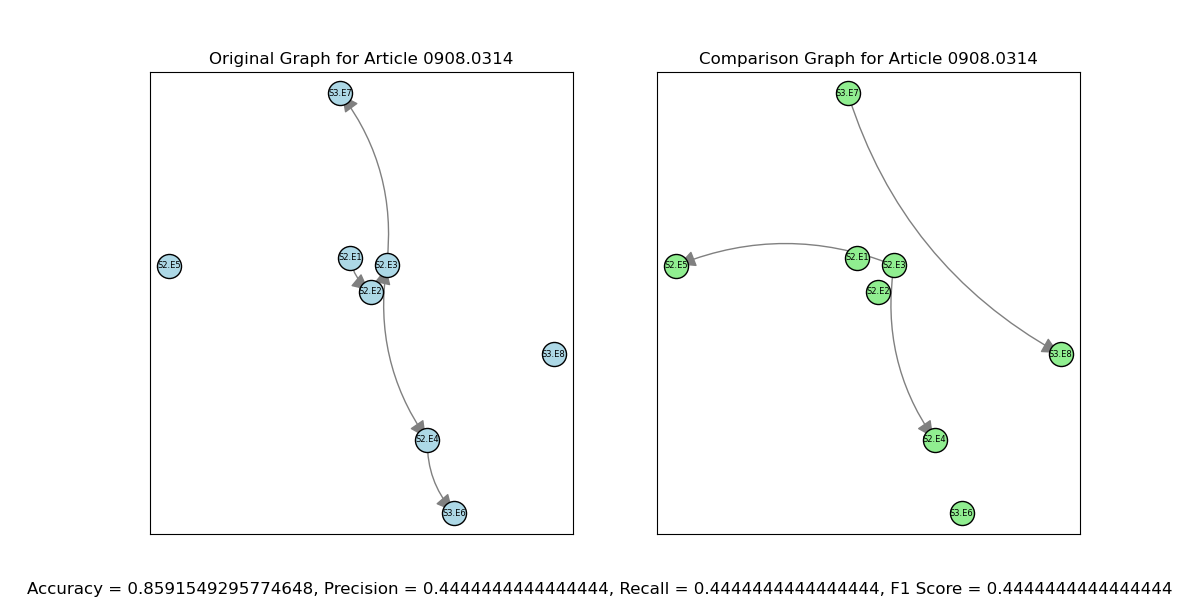 Original Graph for Article 0908.0314
S3.E7
S2.E5
S2.E1
S2.E3
S2.E2
S3.E8
S2.E4
S3.E6
Comparison Graph for Article 0908.0314
S3.E7
S2.E5
S2.E1
S2.E3
S2.E2
S3.E8
S2.E4
S3.E6
Accuracy = 0.8591549295774648, Precision = 0.4444444444444444, Recall = 0.4444444444444444, F1 Score = 0.4444444444444444